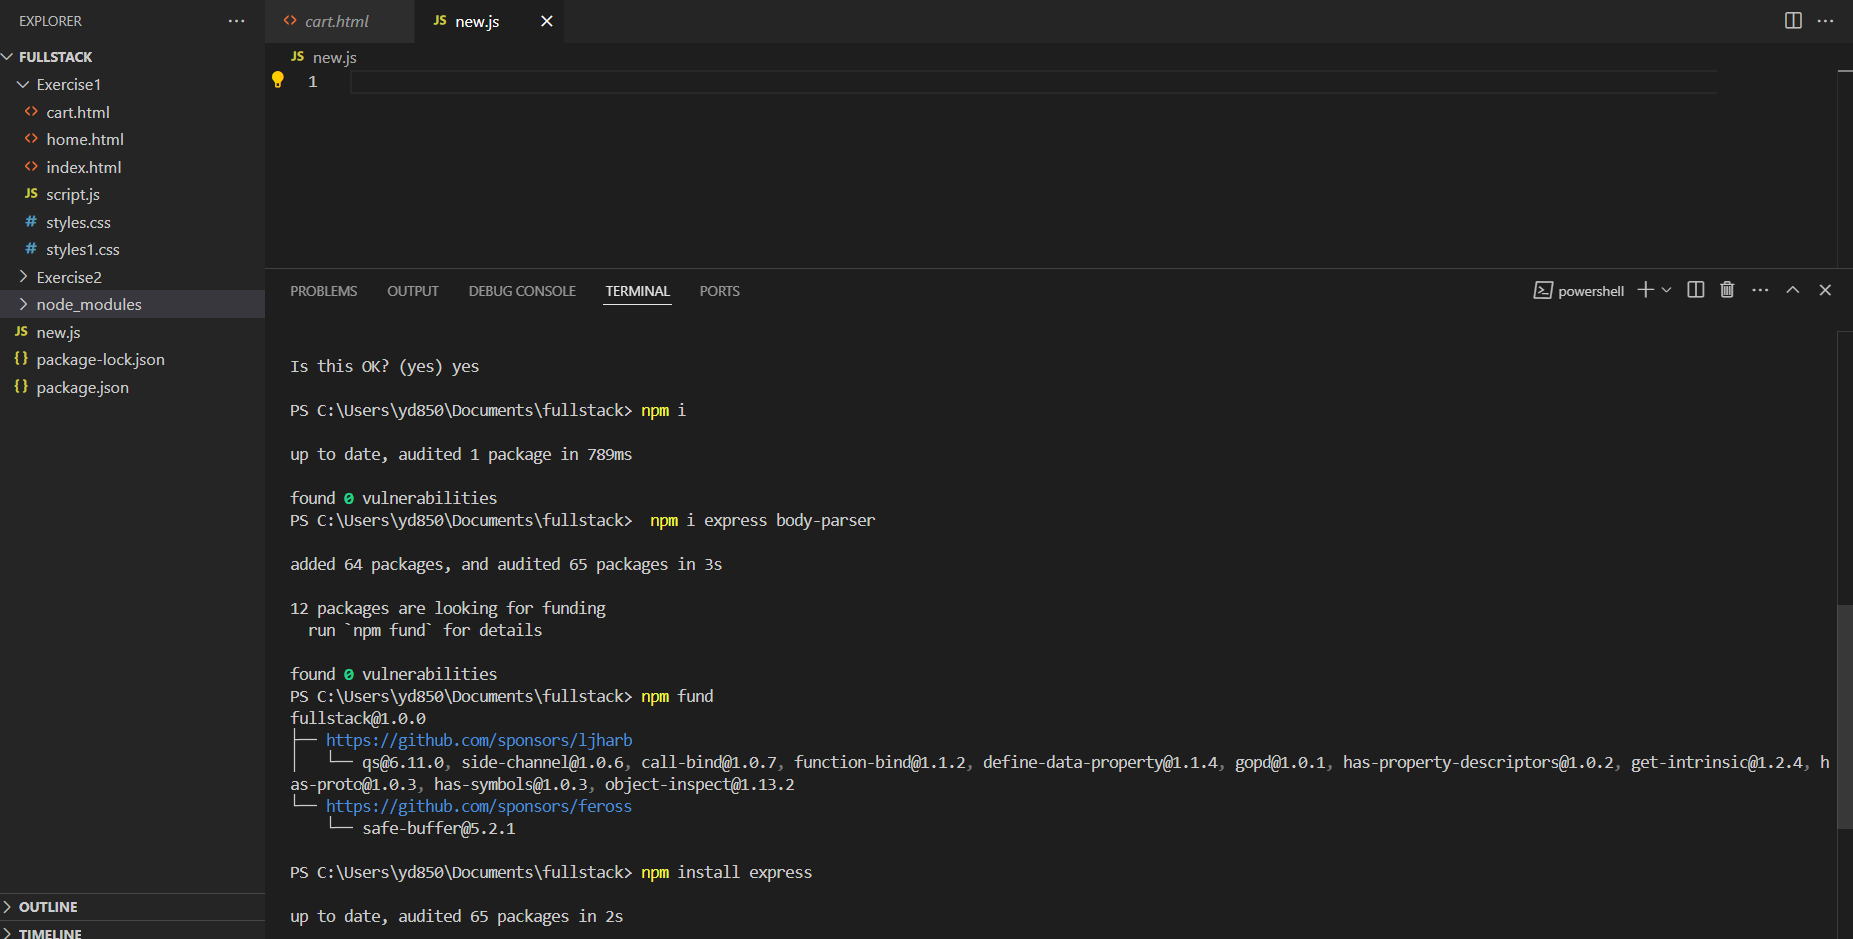 EXPLORER
FULLSTACK
Exercise1
<> cart.html
<> home.html
<> index.html
JS script.js
# styles.css
# styles1.css
Exercise2
node_modules
JS new.js
{} package-lock.json
{} package.json
OUTLINE
TIMELINE
<> cart.html
JS new.js
JS new.js
1
PROBLEMS OUTPUT DEBUG CONSOLE TERMINAL PORTS
powershell
Is this OK? (yes) yes
PS C:\Users\yd850\Documents\fullstack> npm i
up to date, audited 1 package in 789ms
found 0 vulnerabilities
PS C:\Users\yd850\Documents\fullstack>  npm i express body-parser
added 64 packages, and audited 65 packages in 3s
12 packages are looking for funding
  run `npm fund` for details
found 0 vulnerabilities
PS C:\Users\yd850\Documents\fullstack> npm fund
fullstack@1.0.0
├── https://github.com/sponsors/ljharb
│   └── qs@6.11.0, side-channel@1.0.6, call-bind@1.0.7, function-bind@1.1.2, define-data-property@1.1.4, gopd@1.0.1, has-property-descriptors@1.0.2, get-intrinsic@1.2.4, h
as-proto@1.0.3, has-symbols@1.0.3, object-inspect@1.13.2
└── https://github.com/sponsors/feross
    └── safe-buffer@5.2.1
PS C:\Users\yd850\Documents\fullstack> npm install express
up to date, audited 65 packages in 2s